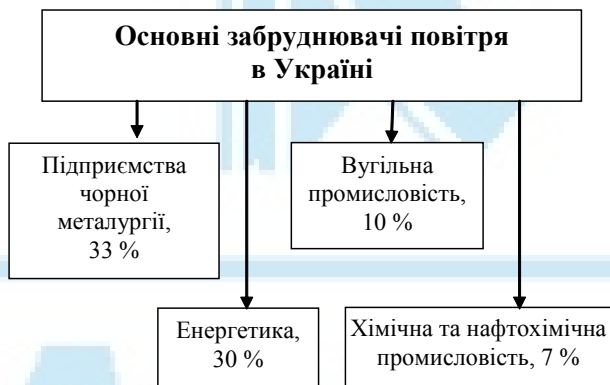 Основні забруднювачі повітря
в Україні
Підприємства
чорної
металургії,
33 %
Вугільна
промисловість,
10 %
Енергетика,
30 %
Хімічна та нафтохімічна
промисловість, 7 %